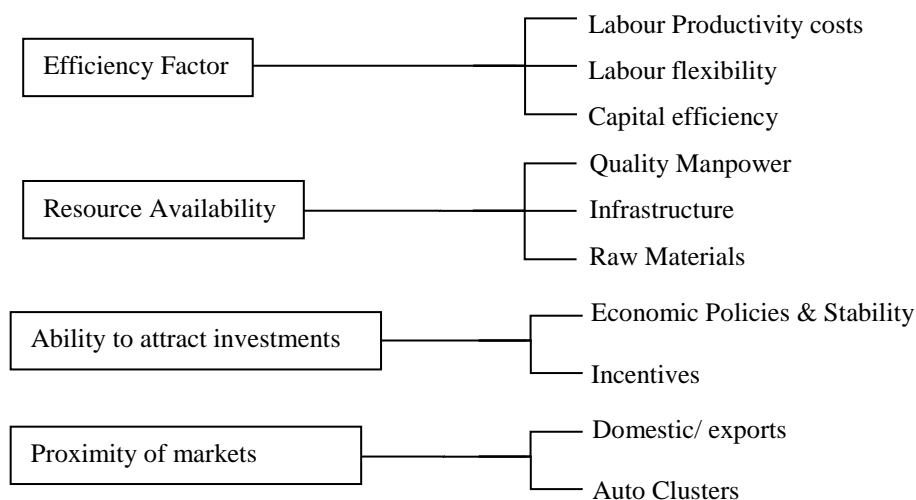 Efficiency Factor
Labour Productivity costs
Labour flexibility
Capital efficiency
Resource Availability
Quality Manpower
Infrastructure
Raw Materials
Ability to attract investments
Economic Policies & Stability
Incentives
Proximity of markets
Domestic/ exports
Auto Clusters